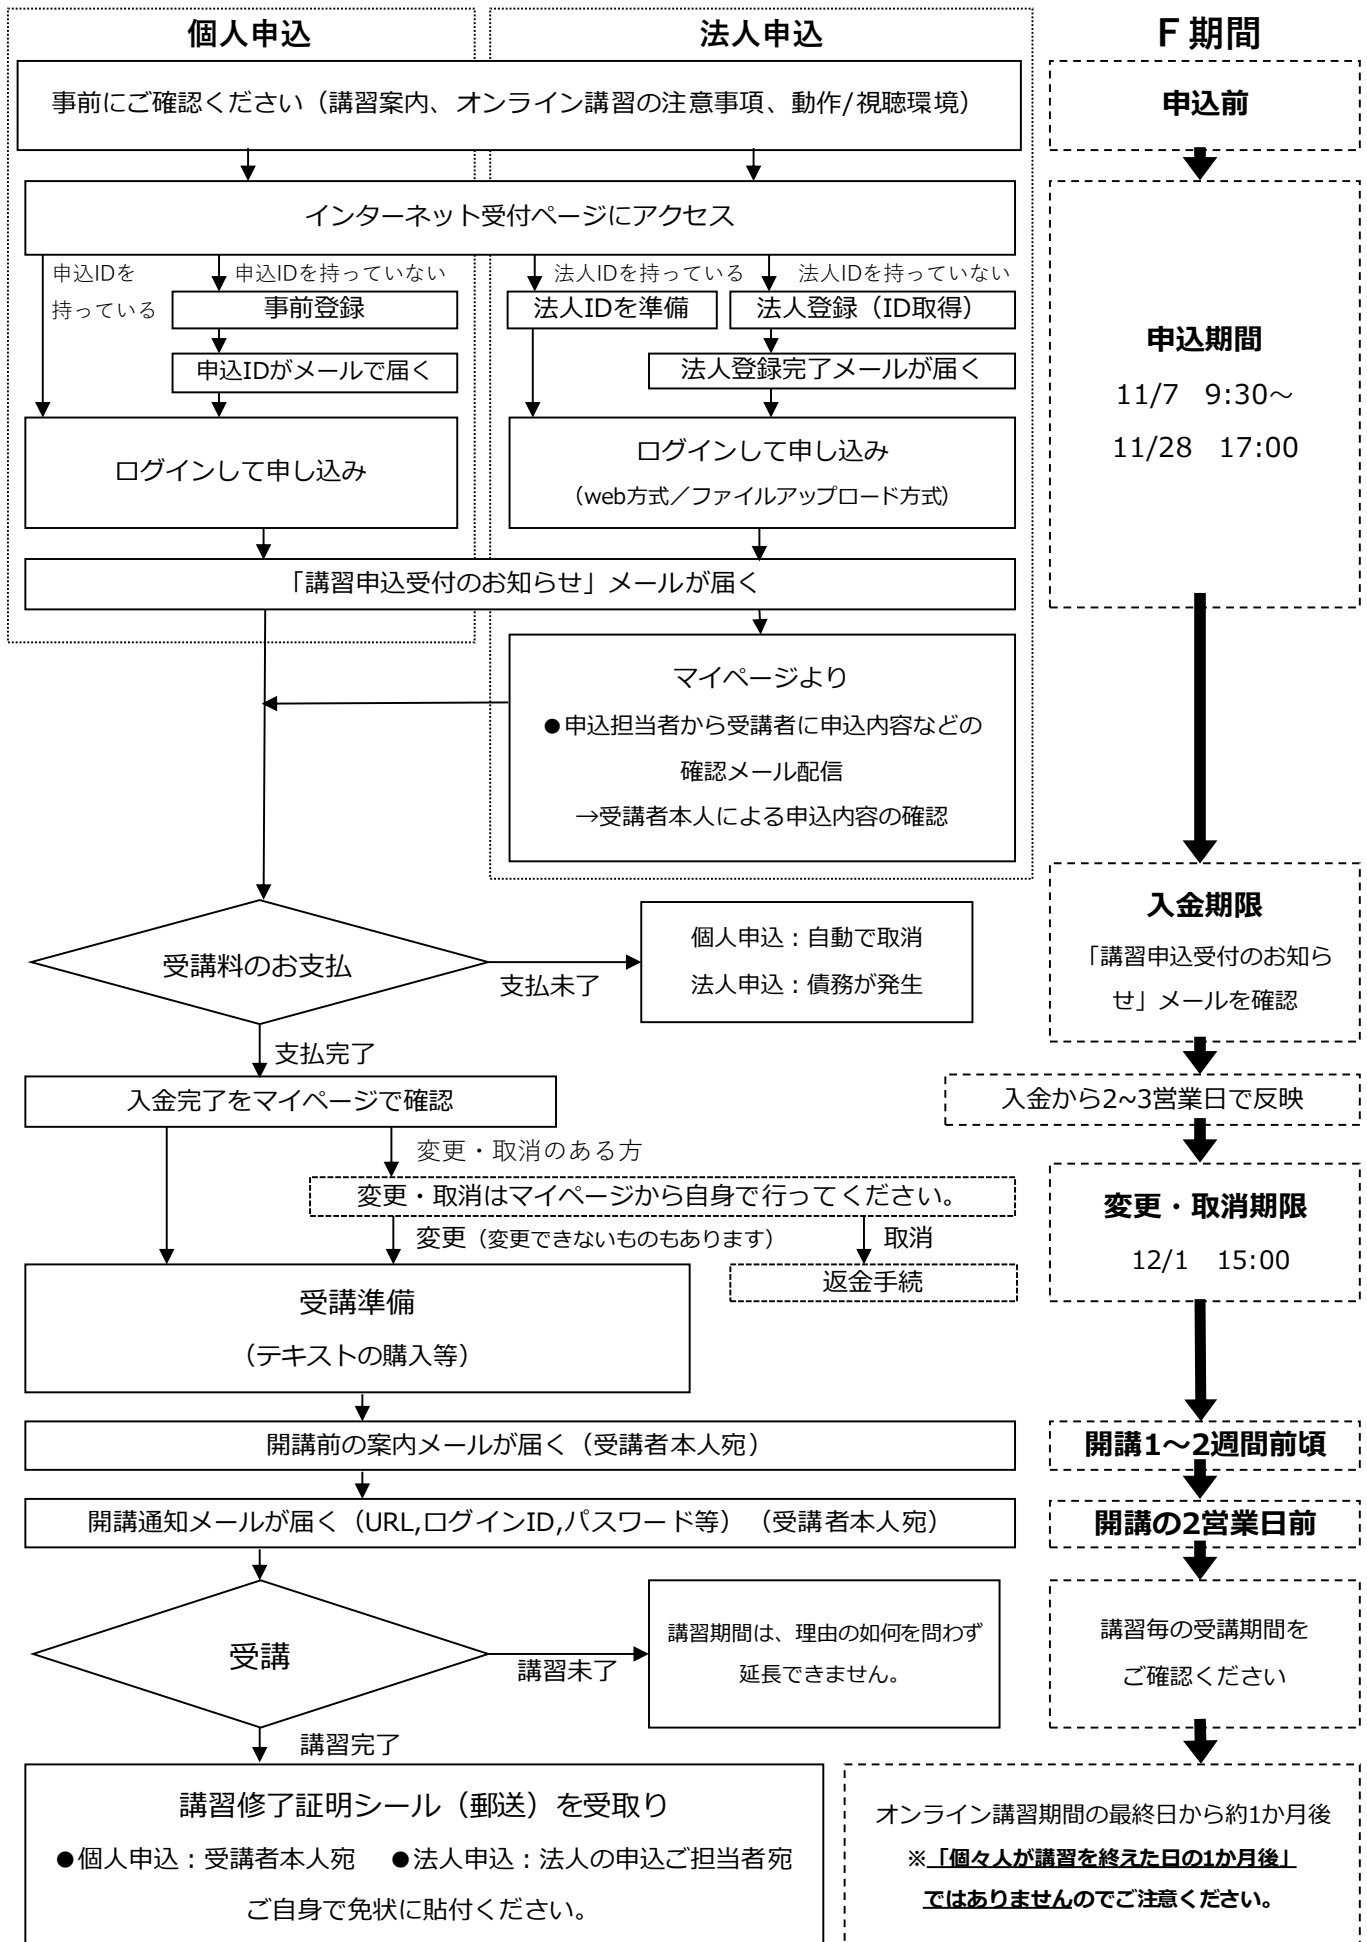 個人申込
法人申込
Ｆ期間
事前にご確認ください（講習案内、オンライン講習の注意事項、動作/視聴環境）
申込前
インターネット受付ページにアクセス
申込IDを
持っている
申込IDを持っていない
法人IDを持っている
法人IDを持っていない
事前登録
法人IDを準備
法人登録（ID取得）
申込IDがメールで届く
法人登録完了メールが届く
申込期間
11/7　9:30～
11/28　17:00
ログインして申し込み
ログインして申し込み
（web方式／ファイルアップロード方式）
「講習申込受付のお知らせ」メールが届く
マイページより
●申込担当者から受講者に申込内容などの
確認メール配信
→受講者本人による申込内容の確認
入金期限
「講習申込受付のお知ら
せ」メールを確認
受講料のお支払
支払未了
個人申込：自動で取消
法人申込：債務が発生
支払完了
入金完了をマイページで確認
入金から2~3営業日で反映
変更・取消のある方
変更・取消はマイページから自身で行ってください。
変更・取消期限
12/1　15:00
変更（変更できないものもあります）
取消
返金手続
受講準備
（テキストの購入等）
開講前の案内メールが届く（受講者本人宛）
開講1～2週間前頃
開講通知メールが届く（URL,ログインID,パスワード等）（受講者本人宛）
開講の2営業日前
受講
講習未了
講習期間は、理由の如何を問わず
延長できません。
講習毎の受講期間を
ご確認ください
講習完了
講習修了証明シール（郵送）を受取り
●個人申込：受講者本人宛　●法人申込：法人の申込ご担当者宛
ご自身で免状に貼付ください。
オンライン講習期間の最終日から約1か月後
※「個々人が講習を終えた日の1か月後」
ではありませんのでご注意ください。